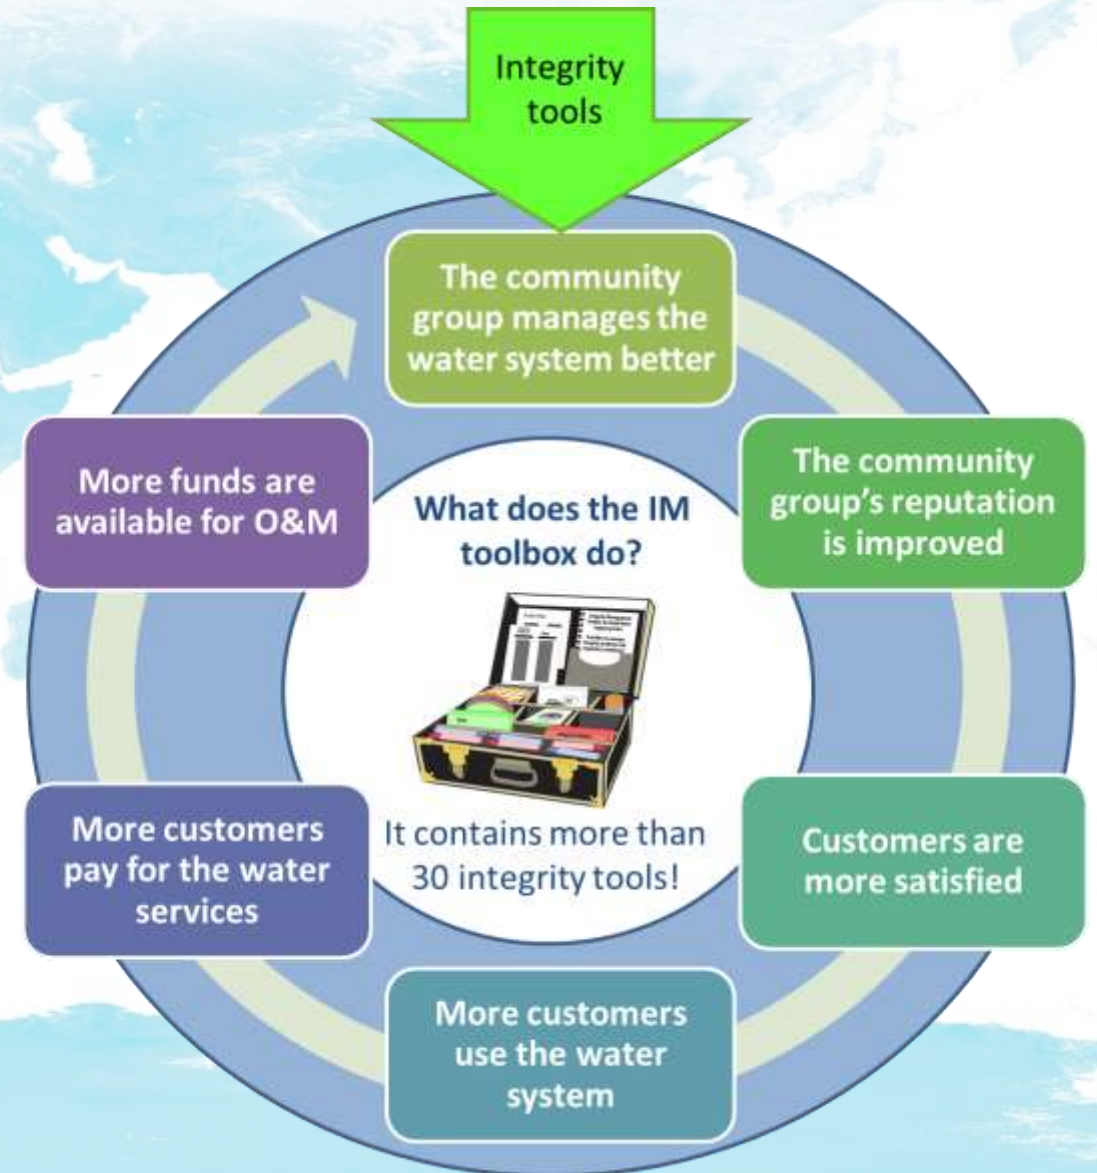 Integrity
tools
The community
group manages the
water system better
The community
group's reputation
is improved
Customers are
more satisfied
More customers
use the water
system
More customers
pay for the water
services
More funds are
available for O&M
What does the IM
toolbox do?
It contains more than
30 integrity tools!